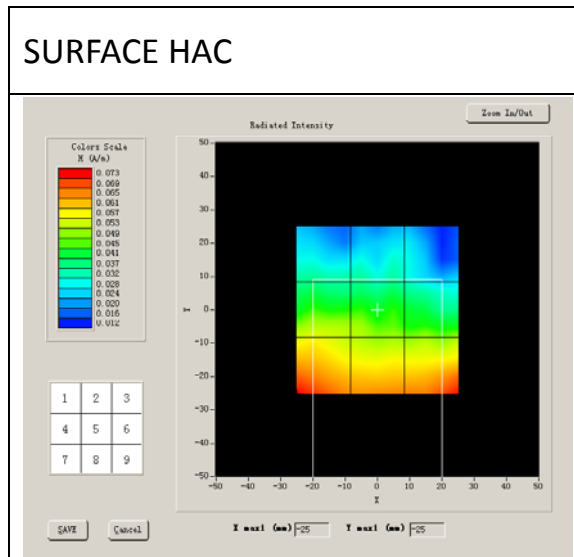 SURFACE HAC
Zoom In/Out
Radiated Intensity
Colors Scale
H (A/m)
0.073
0.069
0.065
0.061
0.057
0.053
0.049
0.045
0.041
0.037
0.032
0.028
0.024
0.020
0.016
0.012
50
40
30
20
10
0
-10
-20
-30
-40
-50
Y
-50 -40 -30 -20 -10 0 10 20 30 40 50
X
1 2 3
4 5 6
7 8 9
SAVE Cancel
X max1 (mm) -25 Y max1 (mm) -25